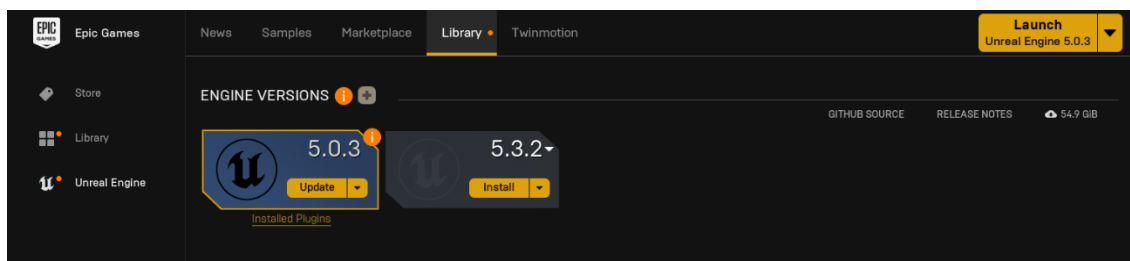 EPIC
GAMES
Epic Games
News Samples Marketplace Library Twinmotion
Launch
Unreal Engine 5.0.3
Store
Library
Unreal Engine
ENGINE VERSIONS
GITHUB SOURCE RELEASE NOTES 54.9 GiB
5.0.3
Update
Installed Plugins
5.3.2
Install